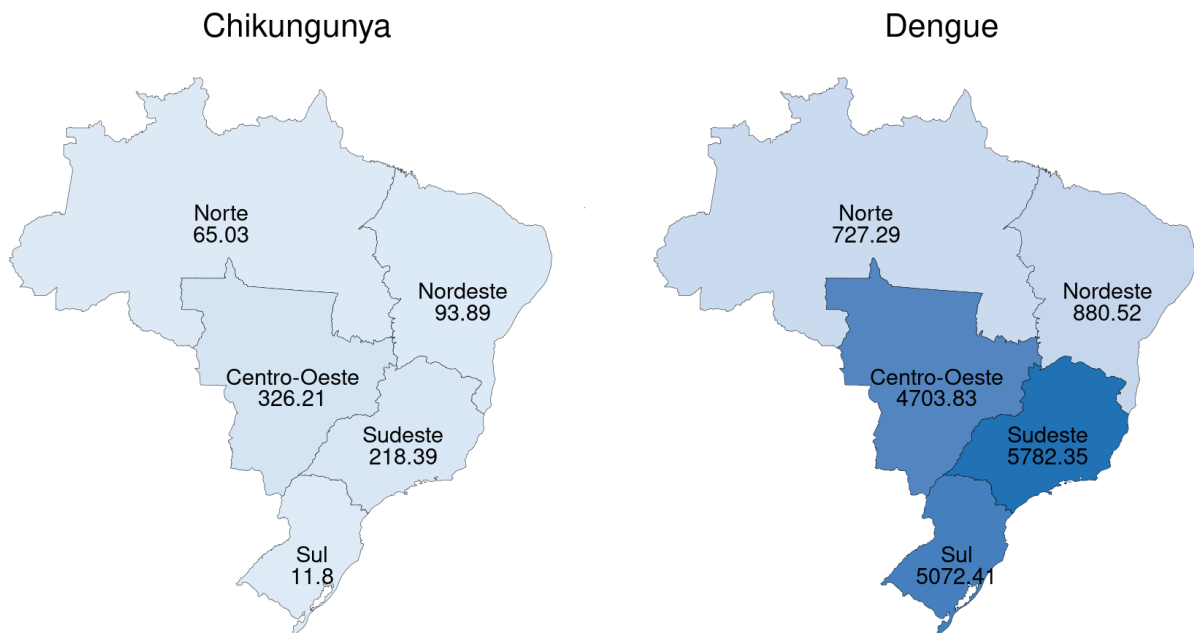 Chikungunya
Norte
65.03
Nordeste
93.89
Centro-Oeste
326.21
Sudeste
218.39
Sul
11.8
Dengue
Norte
727.29
Nordeste
880.52
Centro-Oeste
4703.83
Sudeste
5782.35
Sul
5072.41